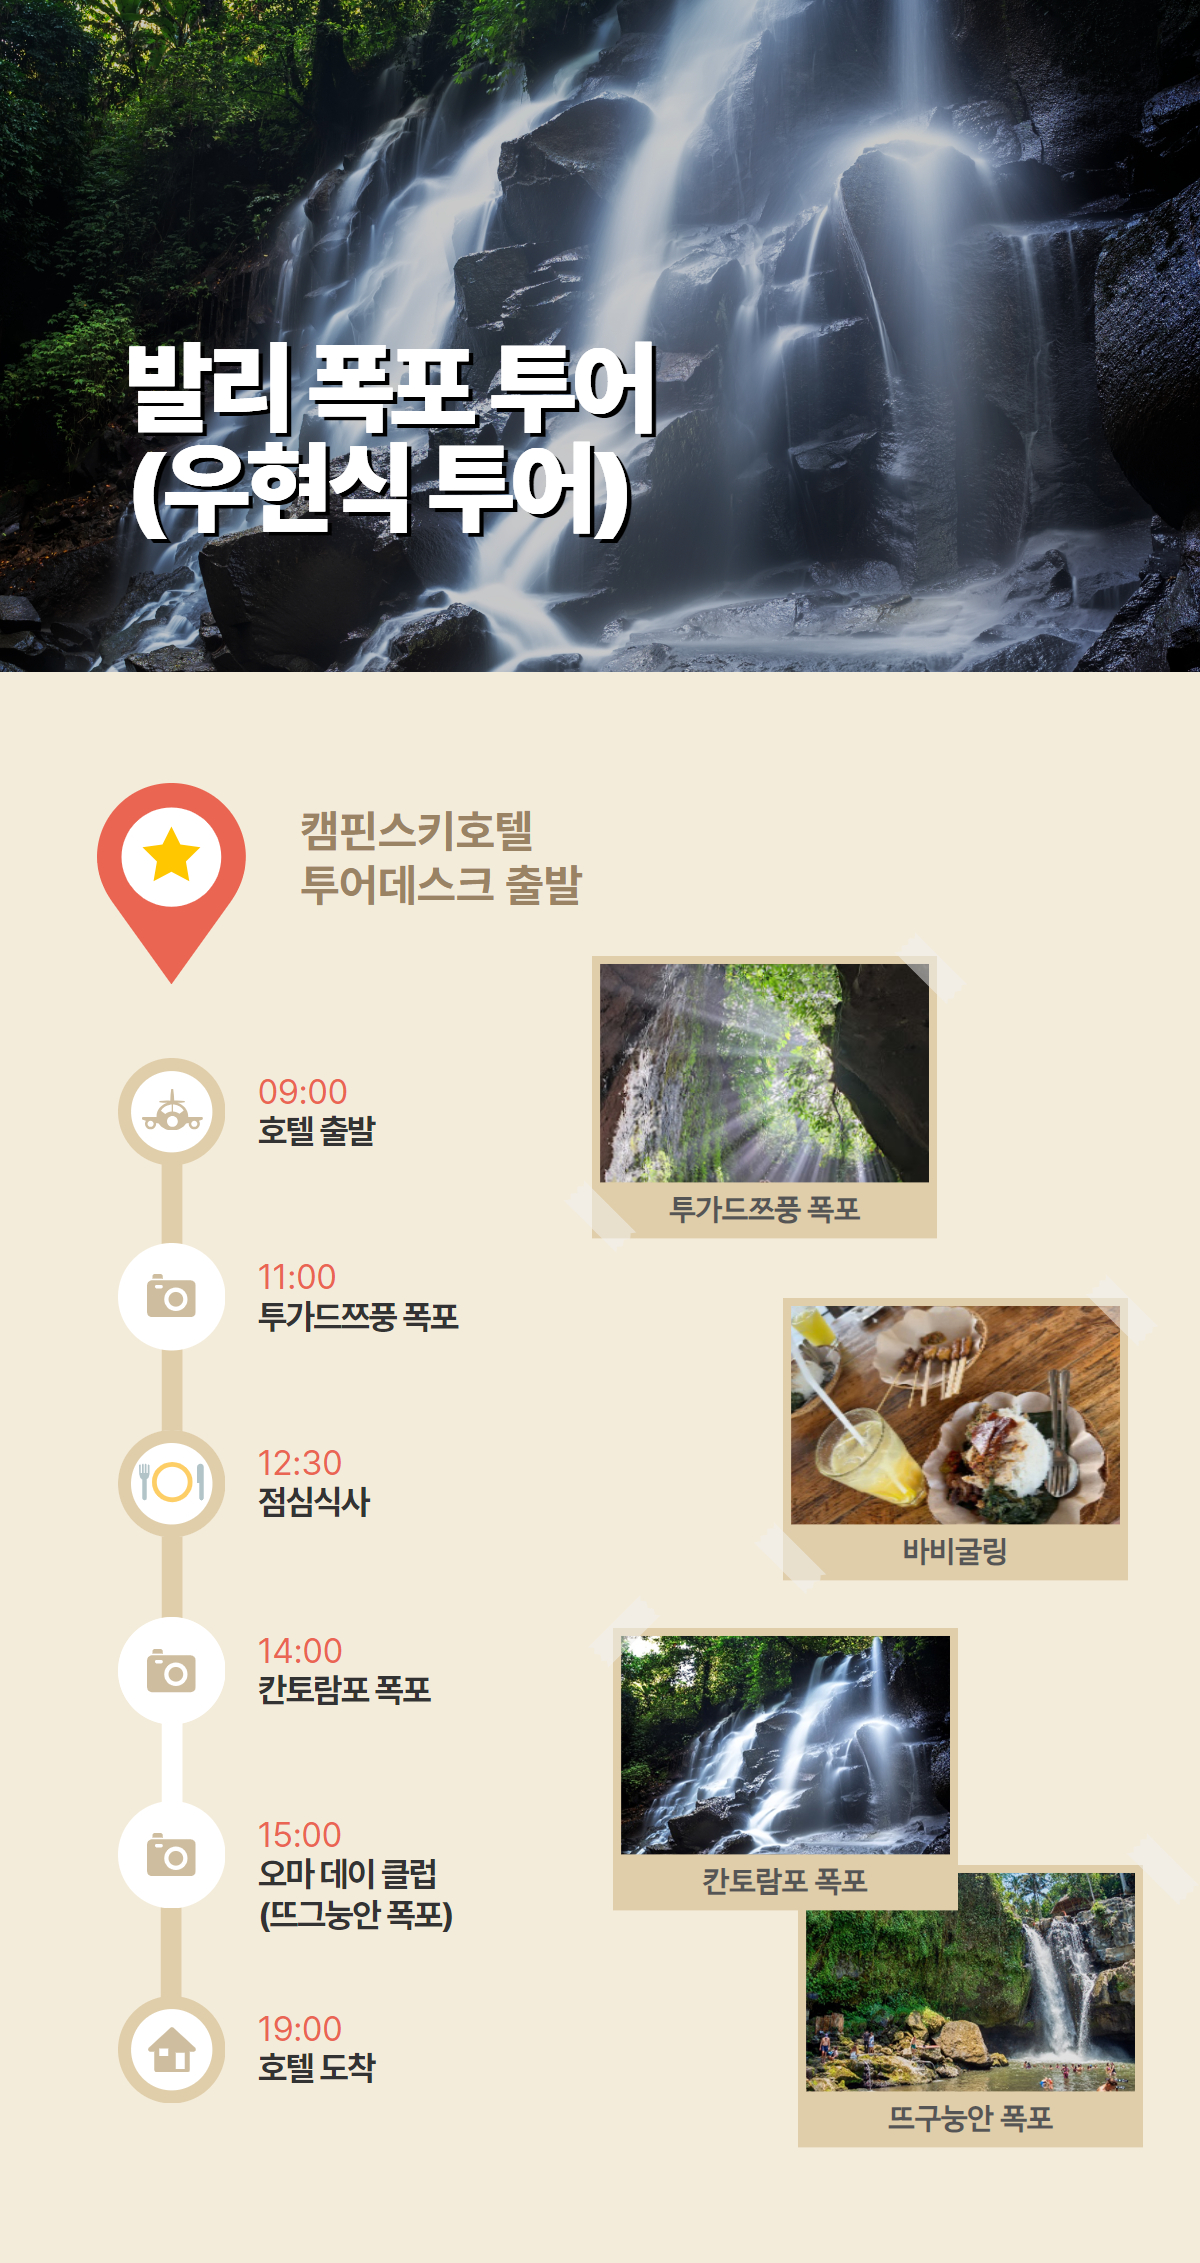 발리 폭포 투어
(우현식 투어)
캠핀스키호텔
투어데스크 출발
09:00
호텔 출발
투가드쯔풍 폭포
11:00
투가드쯔풍 폭포
바비굴링
12:30
점심식사
14:00
칸토람포 폭포
칸토람포 폭포
15:00
오마 데이 클럽
(뜨그눙안 폭포)
19:00
호텔 도착
뜨구눙안 폭포